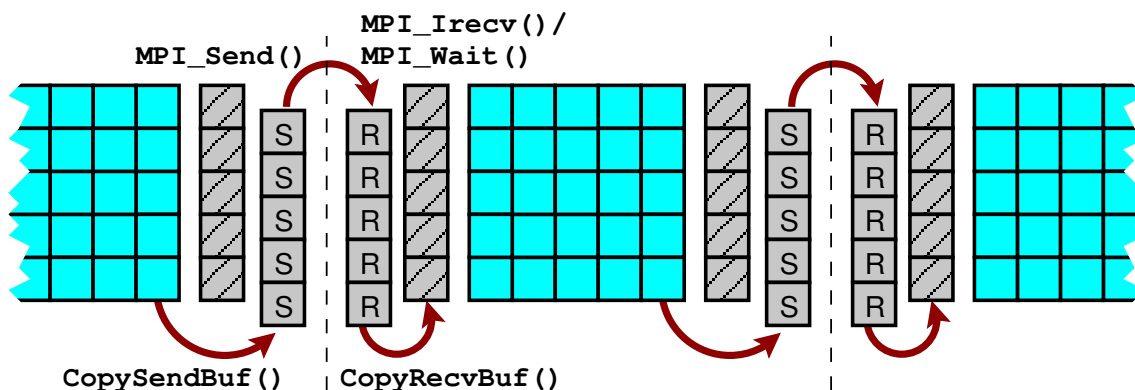 MPI_Irecv()/
MPI_Send() MPI_Wait()
S R S R
S R S R
S R S R
S R S R
S R S R
CopySendBuf() CopyRecvBuf()